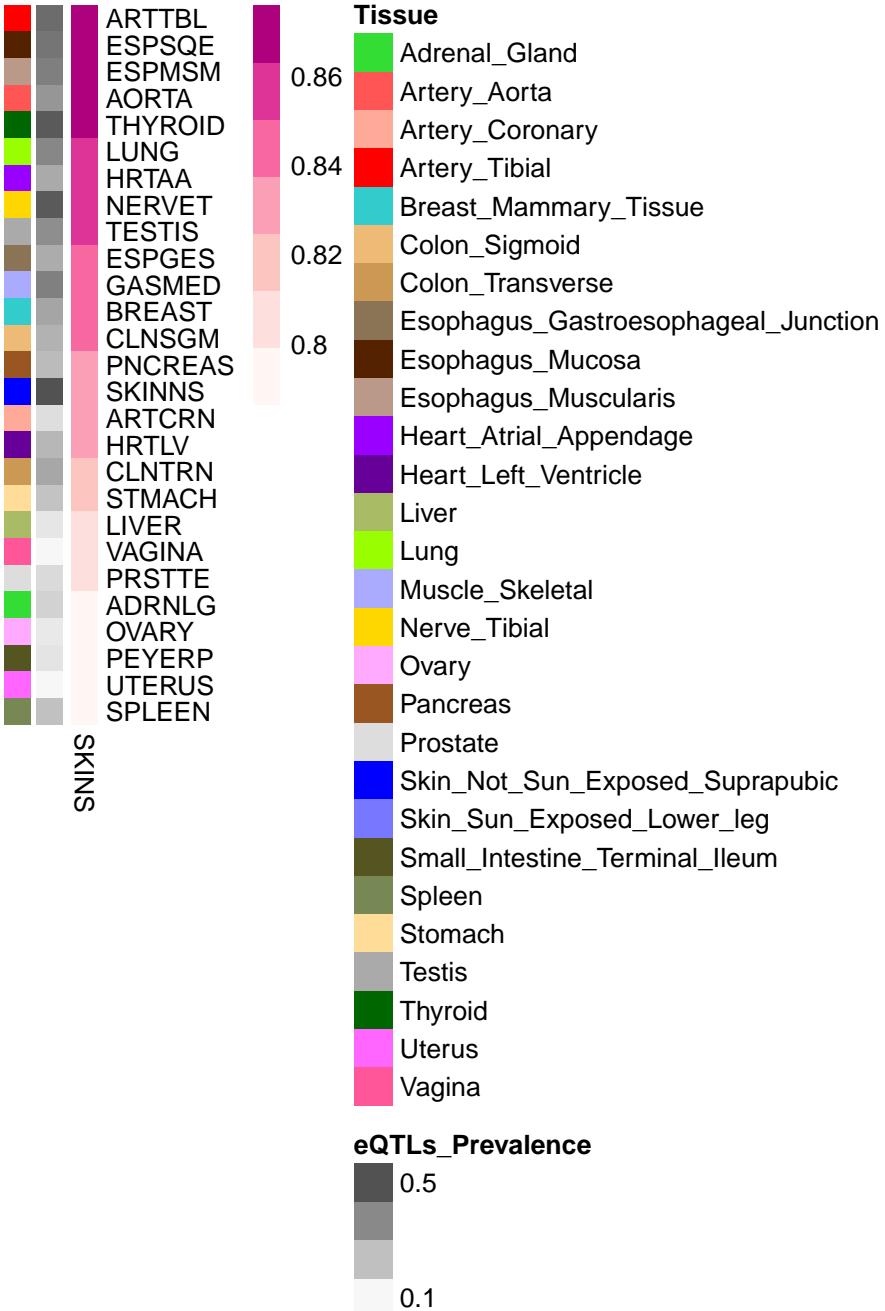 ARTTBL
ESPSQE
ESPMSM
AORTA
THYROID
LUNG
HRTAA
NERVET
TESTIS
ESPGES
GASMED
BREAST
CLNSGM
PNCREAS
SKINNS
ARTCRN
HRTLV
CLNTRN
STMACH
LIVER
VAGINA
PRSTTE
ADRNLG
OVARY
PEYERP
UTERUS
SPLEEN
SKINS
0.86
0.84
0.82
0.8
Tissue
Adrenal_Gland
Artery_Aorta
Artery_Coronary
Artery_Tibial
Breast_Mammary_Tissue
Colon_Sigmoid
Colon_Transverse
Esophagus_Gastroesophageal_Junction
Esophagus_Mucosa
Esophagus_Muscularis
Heart_Atrial_Appendage
Heart_Left_Ventricle
Liver
Lung
Muscle_Skeletal
Nerve_Tibial
Ovary
Pancreas
Prostate
Skin_Not_Sun_Exposed_Suprapubic
Skin_Sun_Exposed_Lower_leg
Small_Intestine_Terminal_Ileum
Spleen
Stomach
Testis
Thyroid
Uterus
Vagina
eQTLs_Prevalence
0.5
0.1